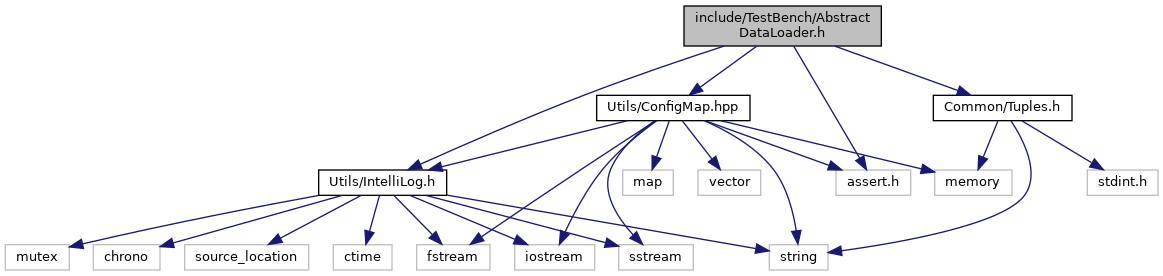 include/TestBench/Abstract
DataLoader.h
Utils/ConfigMap.hpp
Common/Tuples.h
Utils/IntelliLog.h
map
vector
assert.h
memory
stdint.h
mutex
chrono
source_location
ctime
fstream
iostream
sstream
string